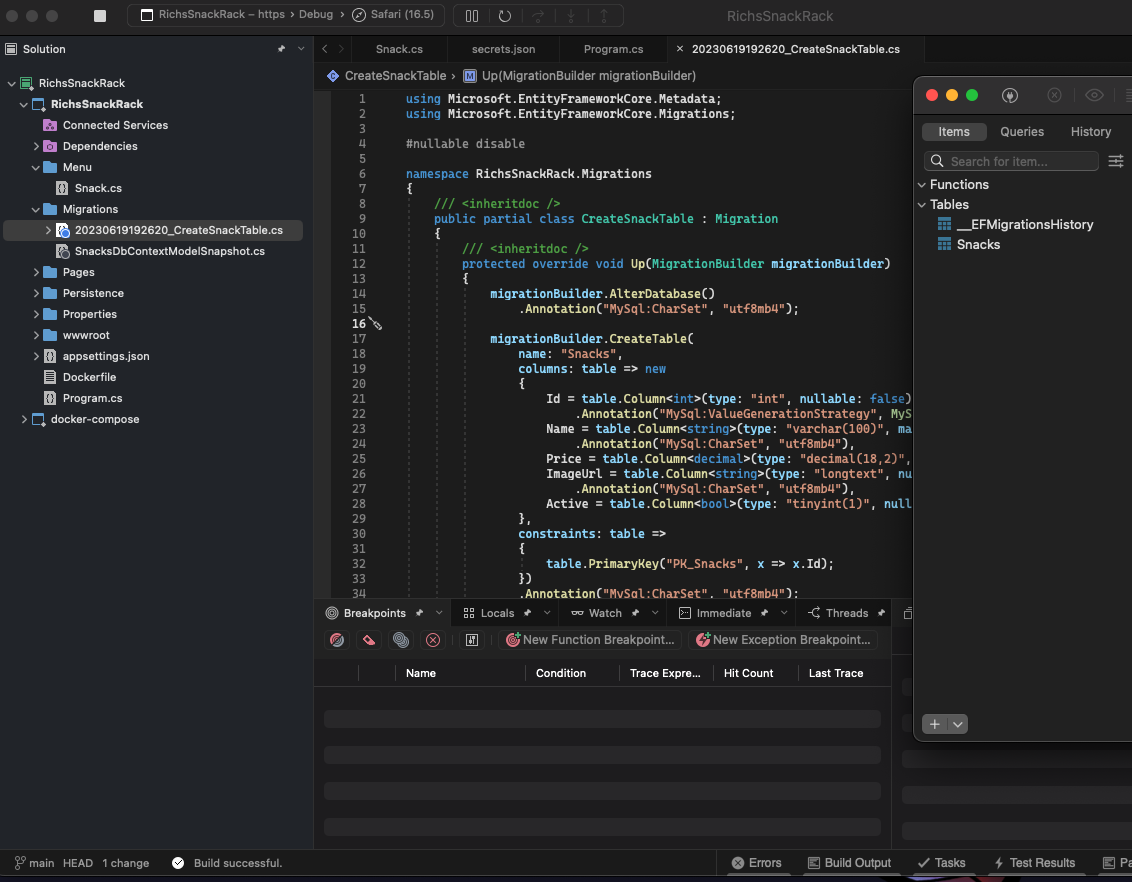 RichsSnackRack – https › Debug › Safari (16.5)
RichsSnackRack
Solution
RichsSnackRack
RichsSnackRack
Connected Services
Dependencies
Menu
Snack.cs
Migrations
20230619192620_CreateSnackTable.cs
SnacksDbContextModelSnapshot.cs
Pages
Persistence
Properties
wwwroot
appsettings.json
Dockerfile
Program.cs
docker-compose
Snack.cs
secrets.json
Program.cs
20230619192620_CreateSnackTable.cs
CreateSnackTable › M Up(MigrationBuilder migrationBuilder)
1 using Microsoft.EntityFrameworkCore.Metadata;
2 using Microsoft.EntityFrameworkCore.Migrations;
3
4 #nullable disable
5
6 namespace RichsSnackRack.Migrations
7 {
8 /// <inheritdoc />
9 public partial class CreateSnackTable : Migration
10 {
11 /// <inheritdoc />
12 protected override void Up(MigrationBuilder migrationBuilder)
13 {
14 migrationBuilder.AlterDatabase()
15 .Annotation("MySql:CharSet", "utf8mb4");
16
17 migrationBuilder.CreateTable(
18 name: "Snacks",
19 columns: table => new
20 {
21 Id = table.Column<int>(type: "int", nullable: false)
22 .Annotation("MySql:ValueGenerationStrategy", MyS
23 Name = table.Column<string>(type: "varchar(100)", ma
24 .Annotation("MySql:CharSet", "utf8mb4"),
25 Price = table.Column<decimal>(type: "decimal(18,2)",
26 ImageUrl = table.Column<string>(type: "longtext", nu
27 .Annotation("MySql:CharSet", "utf8mb4"),
28 Active = table.Column<bool>(type: "tinyint(1)", null
29 },
30 constraints: table =>
31 {
32 table.PrimaryKey("PK_Snacks", x => x.Id);
33 })
34 .Annotation("MySql:CharSet", "utf8mb4");
Items Queries History
Search for item...
Functions
Tables
__EFMigrationsHistory
Snacks
Breakpoints Locals Watch Immediate Threads
New Function Breakpoint... New Exception Breakpoint...
Name Condition Trace Expre... Hit Count Last Trace
main HEAD 1 change Build successful.
Errors Build Output Tasks Test Results Pa